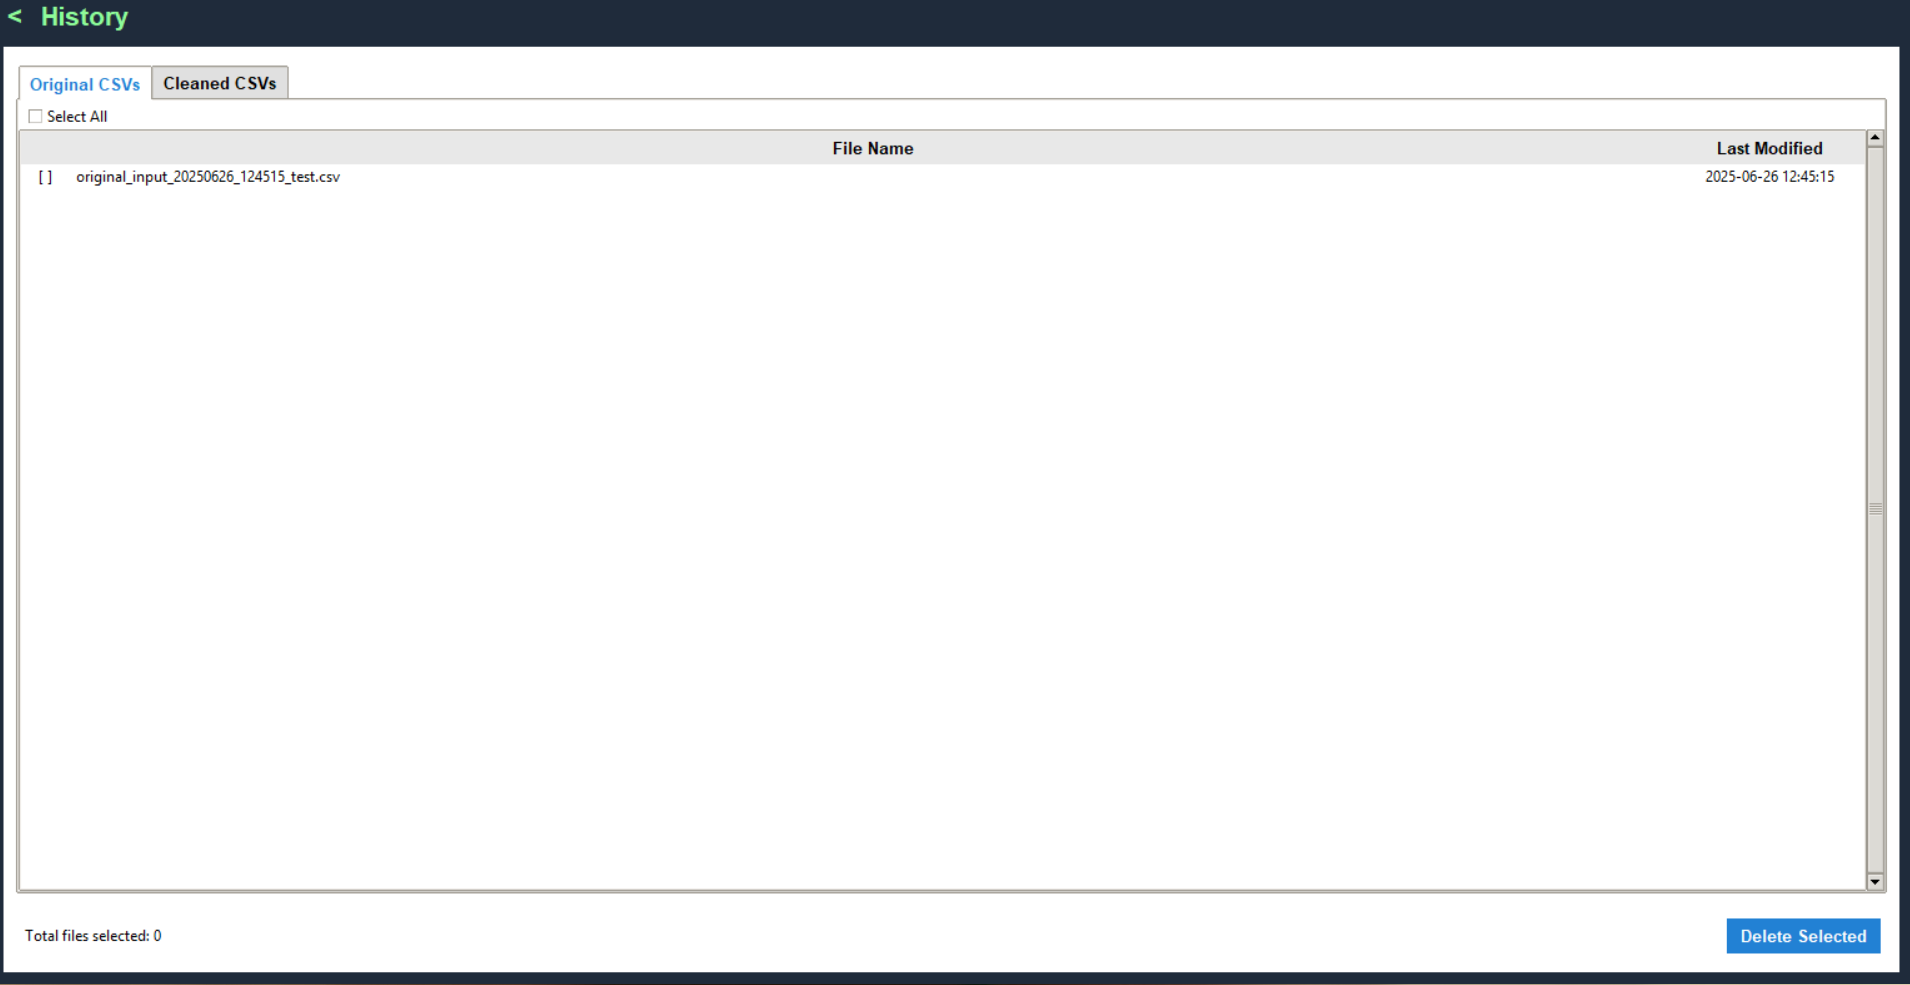 < History
Original CSVs Cleaned CSVs
Select All
File Name Last Modified
[ ] original_input_20250626_124515_test.csv 2025-06-26 12:45:15
Total files selected: 0 Delete Selected